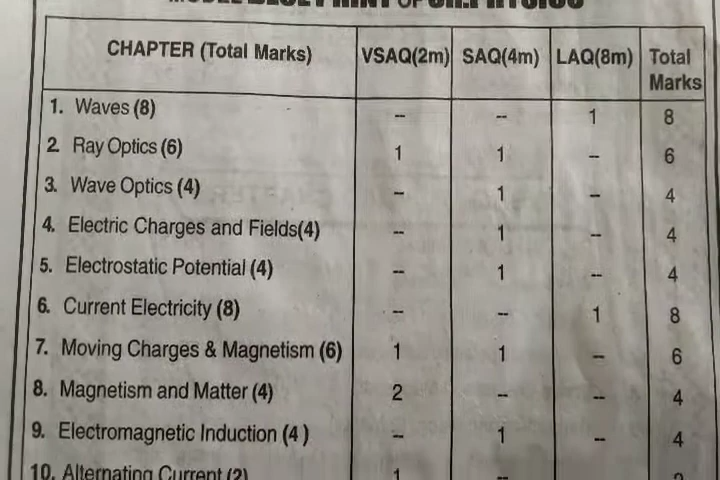 MODEL BLUE PRINT OF SR.PHYSICS
CHAPTER (Total Marks) VSAQ(2m) SAQ(4m) LAQ(8m) Total Marks
1. Waves (8) -- -- 1 8
2. Ray Optics (6) 1 1 -- 6
3. Wave Optics (4) -- 1 -- 4
4. Electric Charges and Fields(4) -- 1 -- 4
5. Electrostatic Potential (4) -- 1 -- 4
6. Current Electricity (8) -- -- 1 8
7. Moving Charges & Magnetism (6) 1 1 -- 6
8. Magnetism and Matter (4) 2 -- -- 4
9. Electromagnetic Induction (4 ) -- 1 -- 4
10. Alternating Current (2) 1 -- 2